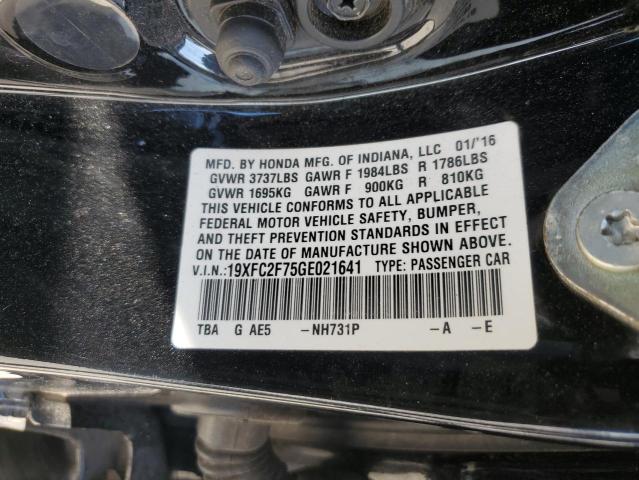 MFD. BY HONDA MFG. OF INDIANA, LLC 01/'16
GVWR 3737LBS GAWR F 1984LBS R 1786LBS
GVWR 1695KG GAWR F 900KG R 810KG
THIS VEHICLE CONFORMS TO ALL APPLICABLE
FEDERAL MOTOR VEHICLE SAFETY, BUMPER,
AND THEFT PREVENTION STANDARDS IN EFFECT
ON THE DATE OF MANUFACTURE SHOWN ABOVE.
V.I.N.:19XFC2F75GE021641 TYPE: PASSENGER CAR
TBA G AE5 -NH731P -A -E